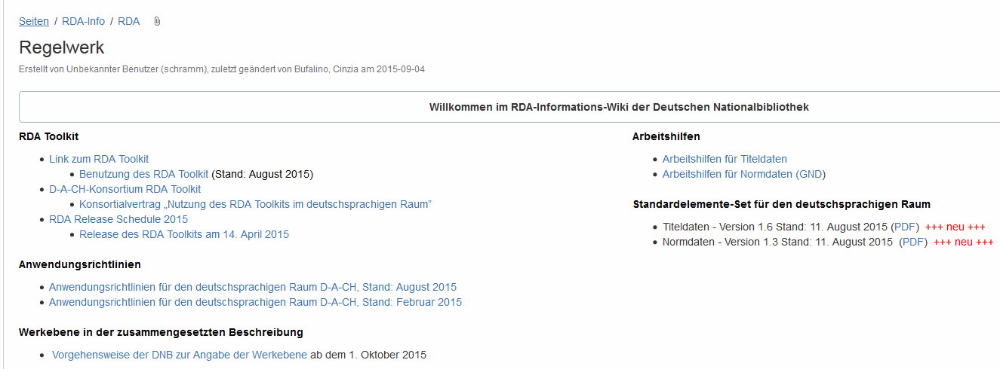 Seiten / RDA-Info / RDA
Regelwerk
Erstellt von Unbekannter Benutzer (schramm), zuletzt geändert von Bufalino, Cinzia am 2015-09-04
Willkommen im RDA-Informations-Wiki der Deutschen Nationalbibliothek
RDA Toolkit
• Link zum RDA Toolkit
• Benutzung des RDA Toolkit (Stand: August 2015)
• D-A-CH-Konsortium RDA Toolkit
• Konsortialvertrag „Nutzung des RDA Toolkits im deutschsprachigen Raum”
• RDA Release Schedule 2015
• Release des RDA Toolkits am 14. April 2015
Anwendungsrichtlinien
• Anwendungsrichtlinien für den deutschsprachigen Raum D-A-CH, Stand: August 2015
• Anwendungsrichtlinien für den deutschsprachigen Raum D-A-CH, Stand: Februar 2015
Werkebene in der zusammengesetzten Beschreibung
• Vorgehensweise der DNB zur Angabe der Werkebene ab dem 1. Oktober 2015
Arbeitshilfen
• Arbeitshilfen für Titeldaten
• Arbeitshilfen für Normdaten (GND)
Standardelemente-Set für den deutschsprachigen Raum
• Titeldaten - Version 1.6 Stand: 11. August 2015 (PDF) +++ neu +++
• Normdaten - Version 1.3 Stand: 11. August 2015 (PDF) +++ neu +++